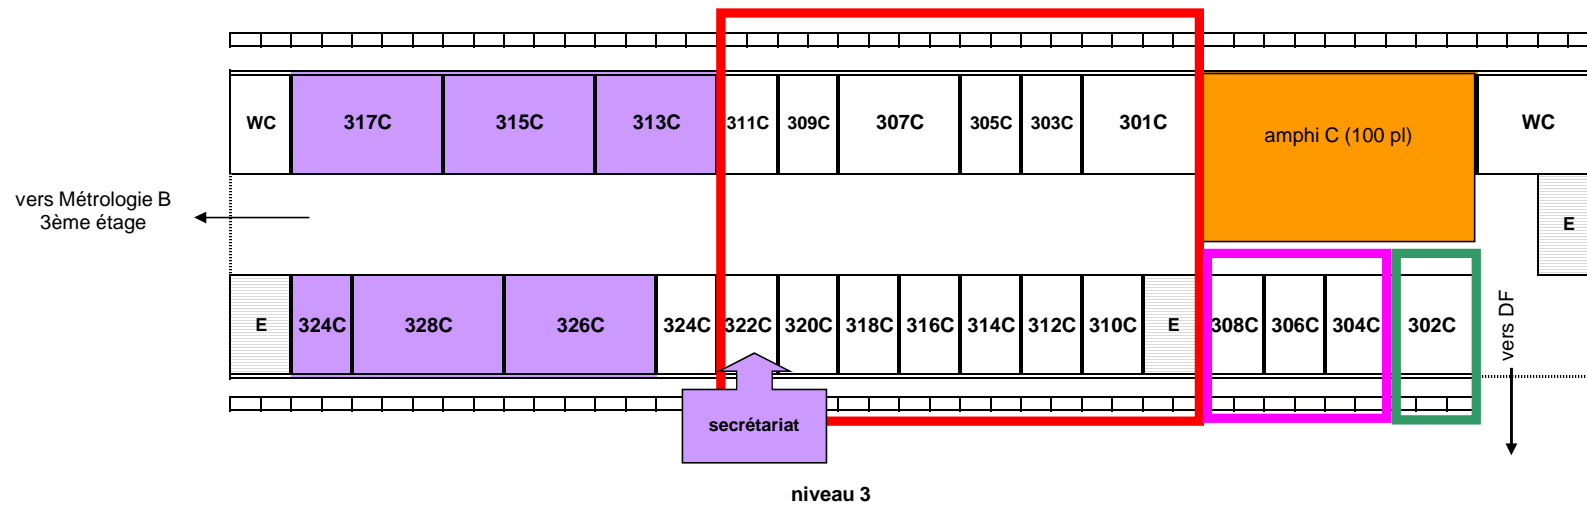 WC
317C
315C
313C
311C
309C
307C
305C
303C
301C
amphi C (100 pl)
WC
vers Métrologie B
3ème étage
E
E
324C
328C
326C
324C
322C
320C
318C
316C
314C
312C
310C
E
308C
306C
304C
302C
vers DF
secrétariat
niveau 3